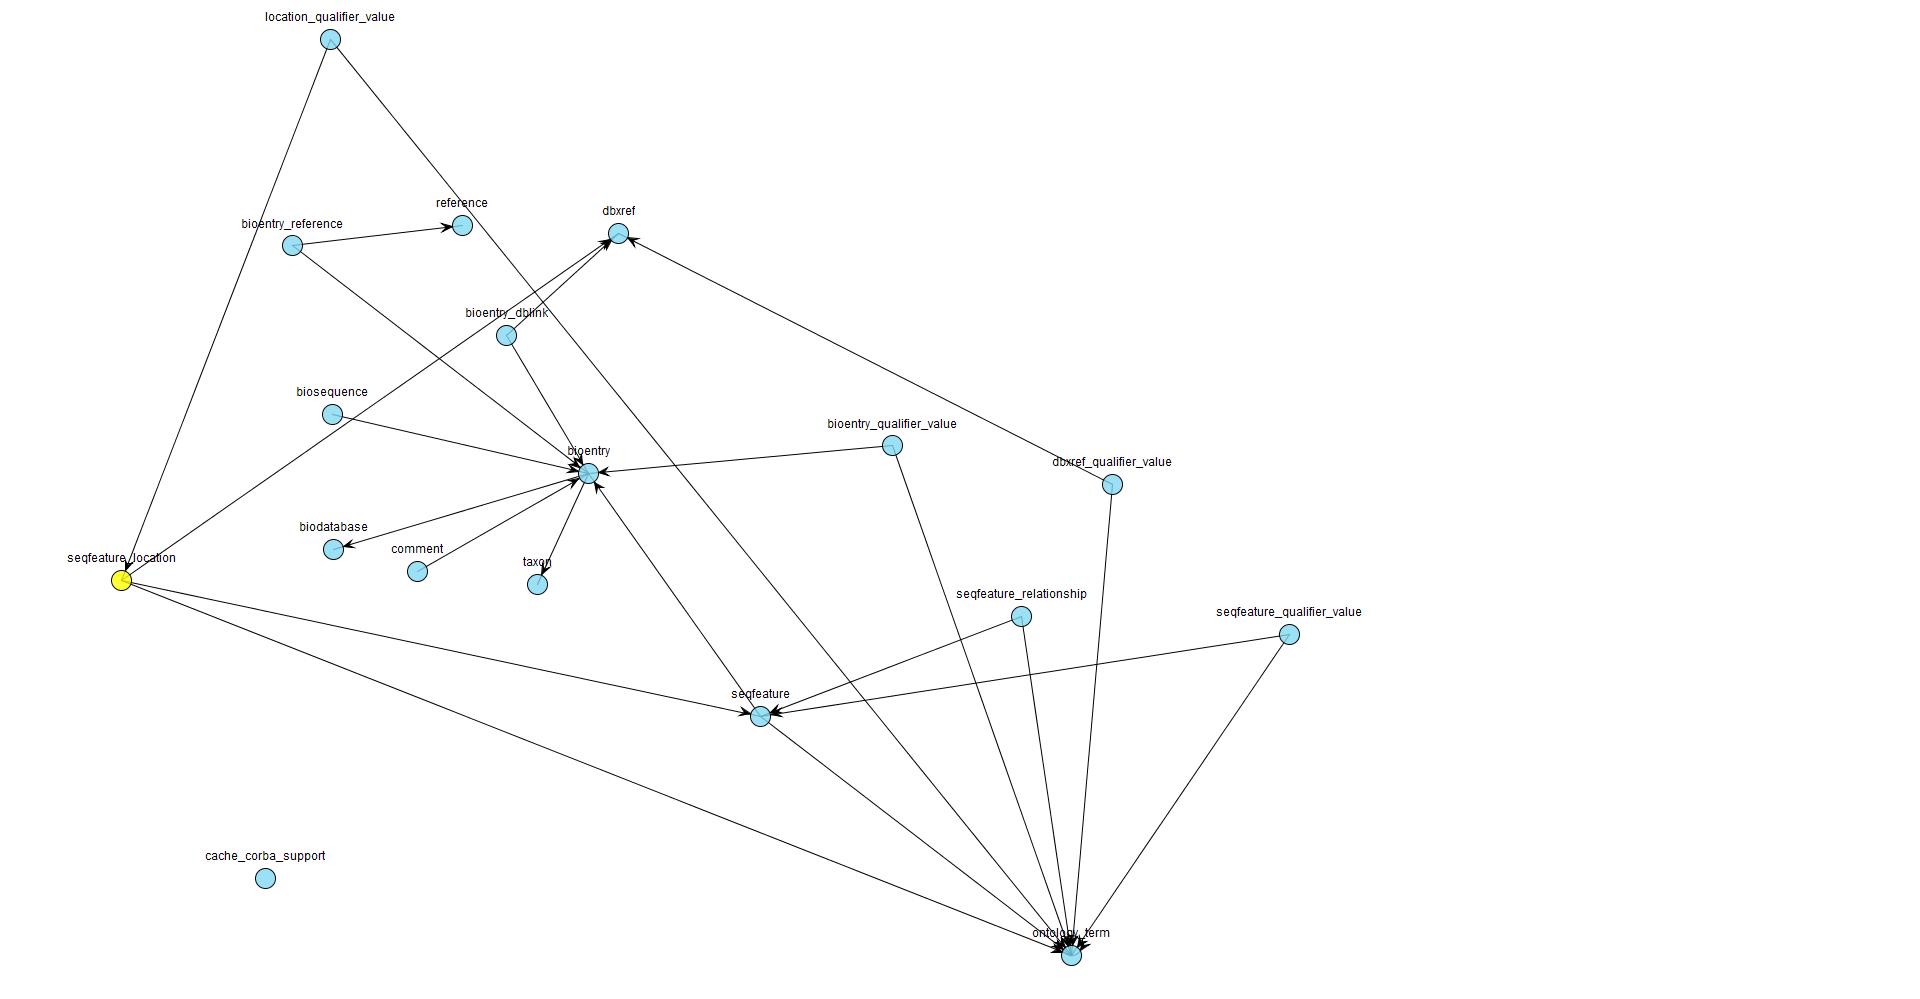 location_qualifier_value
reference
dbxref
bioentry_reference
bioentry_dblink
biosequence
bioentry_qualifier_value
bioentry
dbxref_qualifier_value
biodatabase
comment
seqfeature_location
taxon
seqfeature_relationship
seqfeature_qualifier_value
seqfeature
cache_corba_support
ontology_term